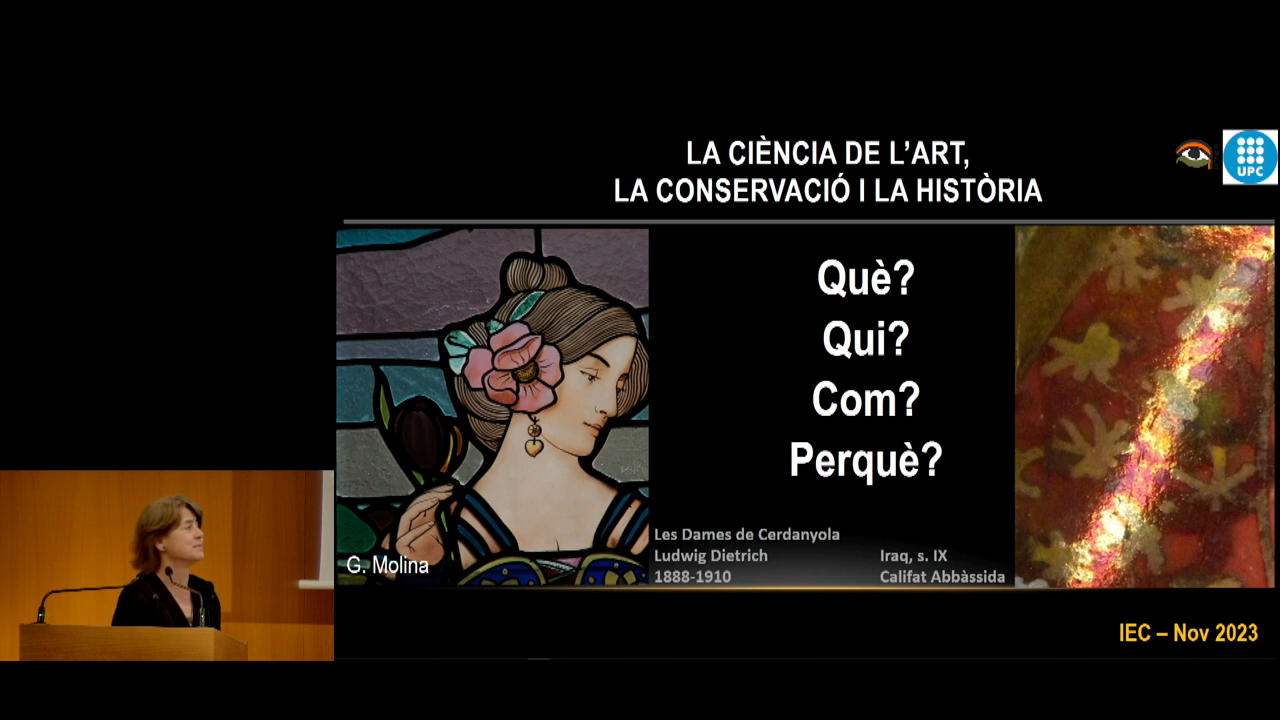 LA CIÈNCIA DE L'ART,
LA CONSERVACIÓ I LA HISTÒRIA
UPC
Què?
Qui?
Com?
Perquè?
G. Molina
Les Dames de Cerdanyola
Ludwig Dietrich
1888-1910
Iraq, s. IX
Califat Abbàssida
IEC – Nov 2023